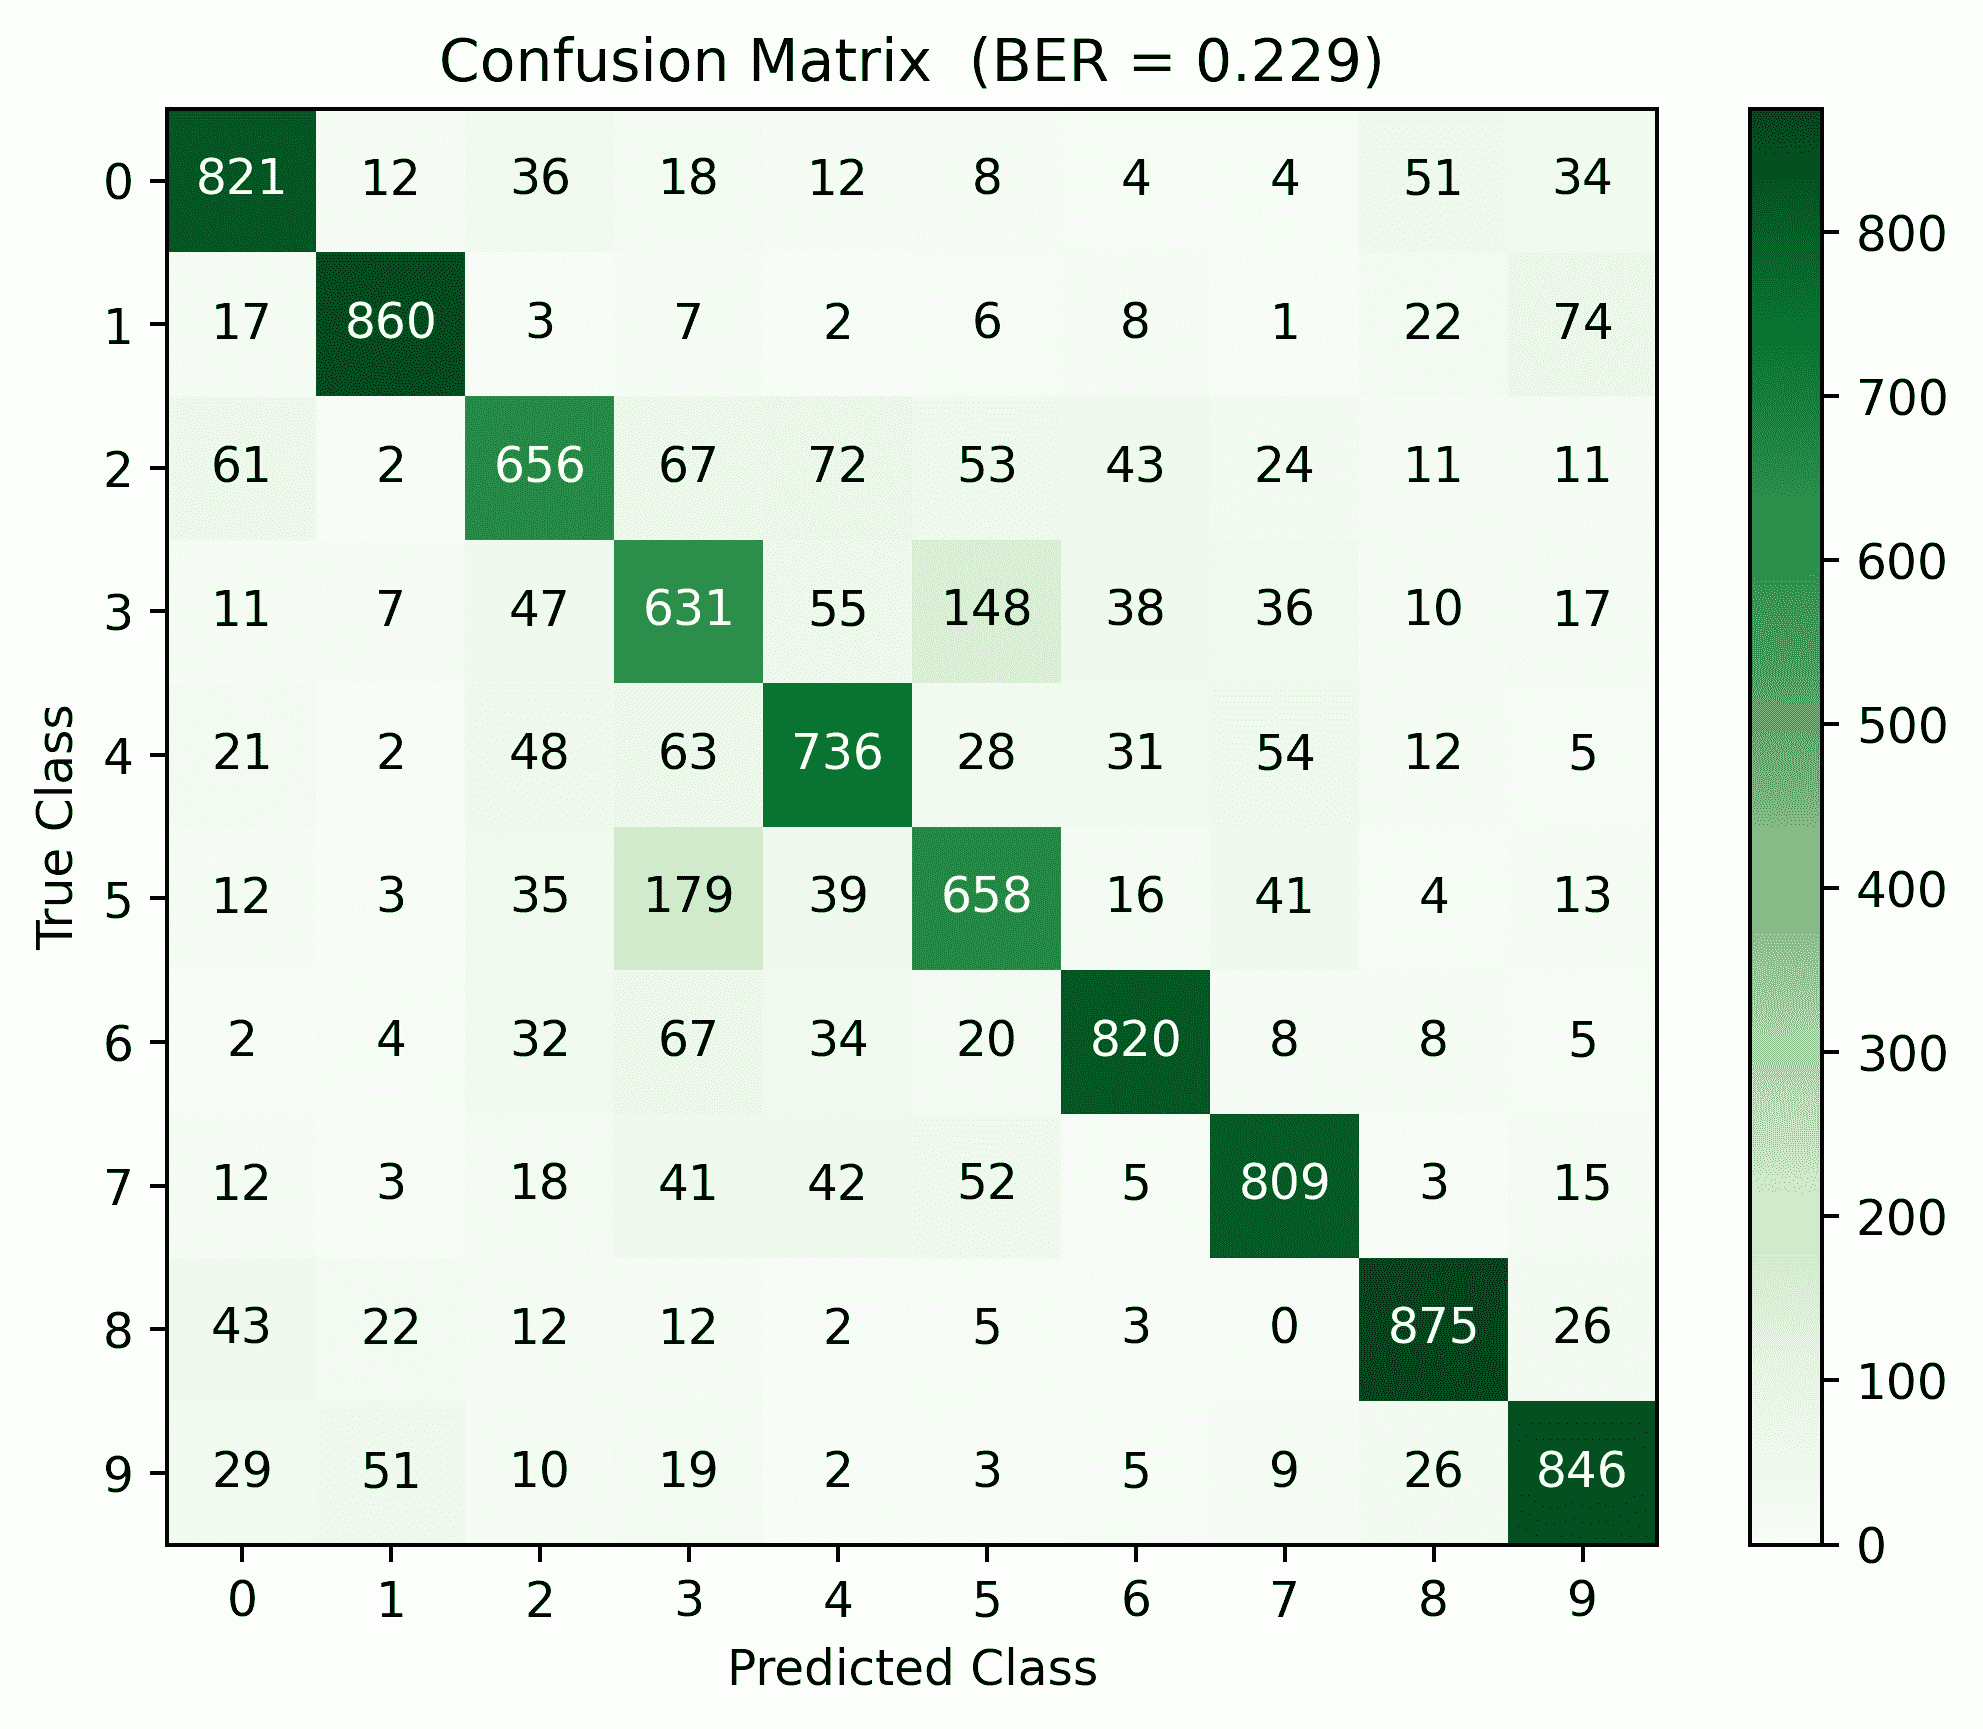 Confusion Matrix  (BER = 0.229)
0 821 12 36 18 12 8 4 4 51 34
1 17 860 3 7 2 6 8 1 22 74
2 61 2 656 67 72 53 43 24 11 11
3 11 7 47 631 55 148 38 36 10 17
4 21 2 48 63 736 28 31 54 12 5
5 12 3 35 179 39 658 16 41 4 13
6 2 4 32 67 34 20 820 8 8 5
7 12 3 18 41 42 52 5 809 3 15
8 43 22 12 12 2 5 3 0 875 26
9 29 51 10 19 2 3 5 9 26 846
0 1 2 3 4 5 6 7 8 9
Predicted Class
True Class
800
700
600
500
400
300
200
100
0